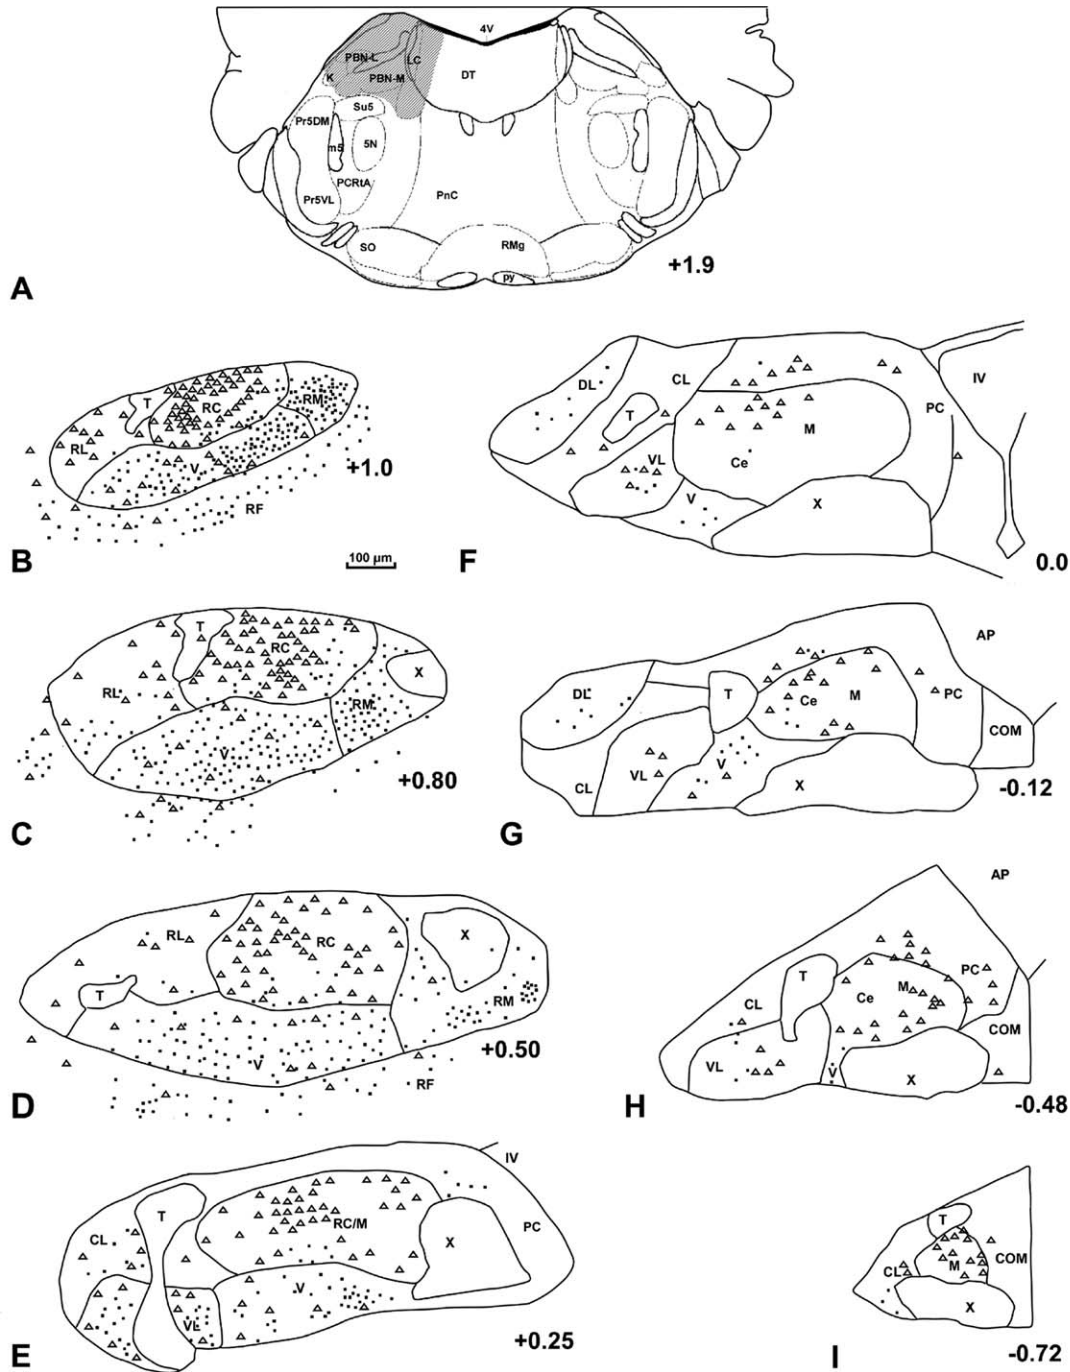 4V
PBN-L LC
K PBN-M DT
Su5
Pr5DM
m5 5N
PCRtA
Pr5VL PnC
SO RMg
py
+1.9
A
T RC RM
RL
V
+1.0
RF
B
100 µm
T
RC
X
RL
RM
V
+0.80
C
RL RC X
T
RM
V
+0.50
RF
D
IV
T
CL RC/M PC
X
V
VL
+0.25
E
DL CL IV
T PC
M
VL Ce
V X
0.0
F
AP
DL T
Ce M PC
COM
VL V
CL X
-0.12
G
AP
T PC
CL Ce M
COM
VL V X
-0.48
H
T
COM
CL M
X
-0.72
I